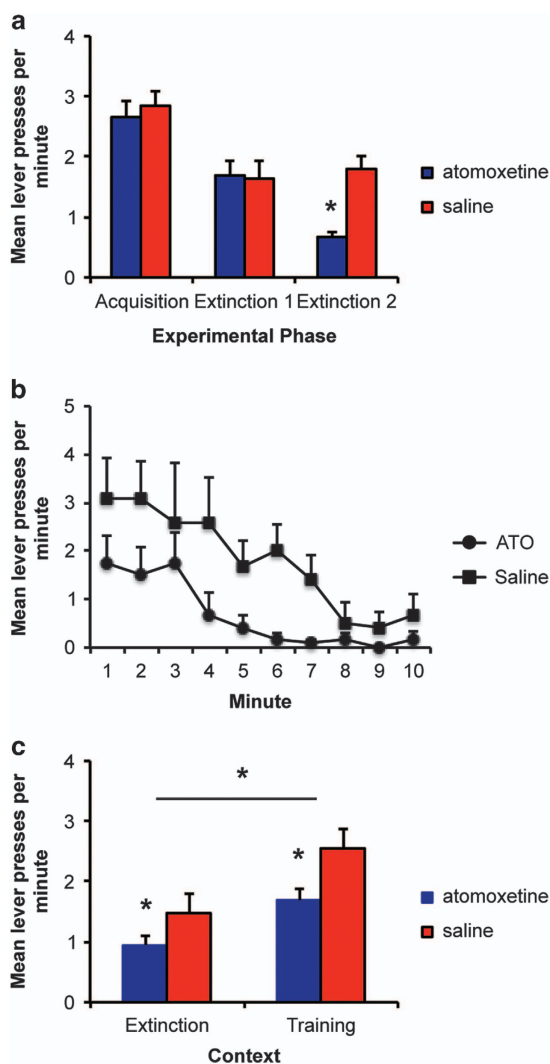 a
Mean lever presses per
minute
4
3
2
1
0
*
atomoxetine
saline
Acquisition Extinction 1 Extinction 2
Experimental Phase
b
Mean lever presses per
minute
5
4
3
2
1
0
ATO
Saline
1 2 3 4 5 6 7 8 9 10
Minute
c
Mean lever presses per
minute
4
3
2
1
0
*
*
*
atomoxetine
saline
Extinction Training
Context